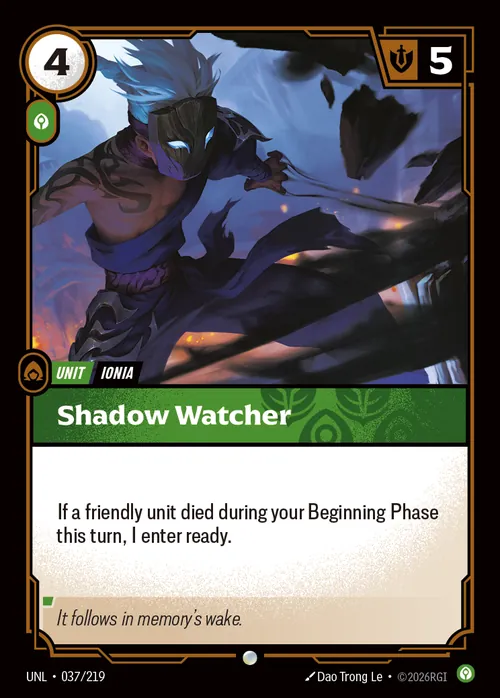 4
5
UNIT IONIA
Shadow Watcher
If a friendly unit died during your Beginning Phase
this turn, I enter ready.
It follows in memory's wake.
UNL • 037/219
Dao Trong Le • ©2026RGI